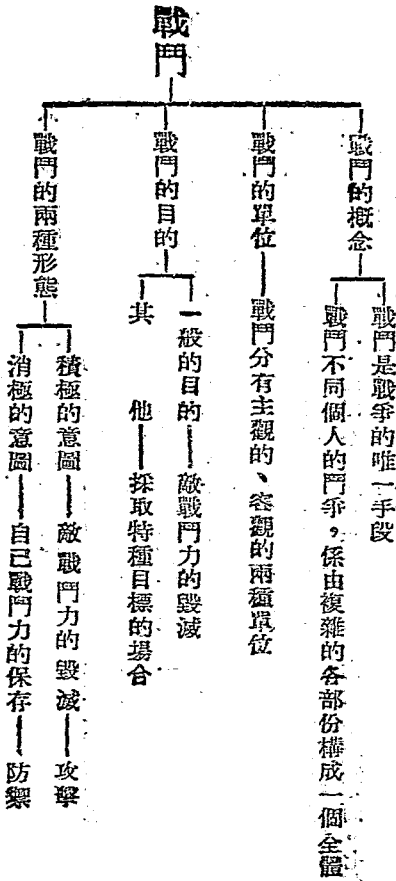 戰鬥
戰鬥的概念
戰鬥是戰爭的唯一手段
戰鬥不同個人的鬥爭，係由複雜的各部份構成一個全體
戰鬥的單位
戰鬥分有主觀的、客觀的兩種單位
戰鬥的目的
一般的目的
敵戰鬥力的毀滅
其他
採取特種目標的場合
戰鬥的兩種形態
積極的意圖
敵戰鬥力的毀滅
攻擊
消極的意圖
自己戰鬥力的保存
防禦